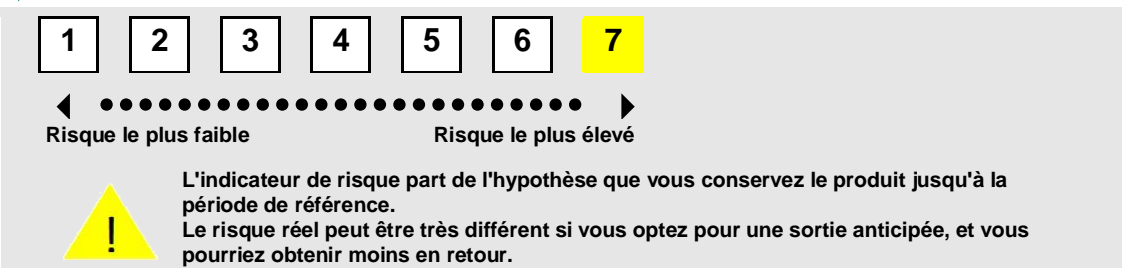 1 2 3 4 5 6 7
Risque le plus faible Risque le plus élevé
L'indicateur de risque part de l'hypothèse que vous conservez le produit jusqu'à la
période de référence.
Le risque réel peut être très différent si vous optez pour une sortie anticipée, et vous
pourriez obtenir moins en retour.
!